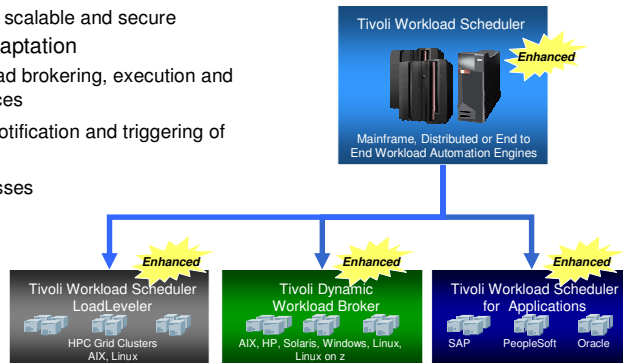 scalable and secure
aptation
ad brokering, execution and
ces
otification and triggering of
sses
Tivoli Workload Scheduler
Enhanced
Mainframe, Distributed or End to
End Workload Automation Engines
Enhanced
Tivoli Workload Scheduler
LoadLeveler
HPC Grid Clusters
AIX, Linux
Enhanced
Tivoli Dynamic
Workload Broker
AIX, HP, Solaris, Windows, Linux,
Linux on z
Enhanced
Tivoli Workload Scheduler
for Applications
SAP PeopleSoft Oracle